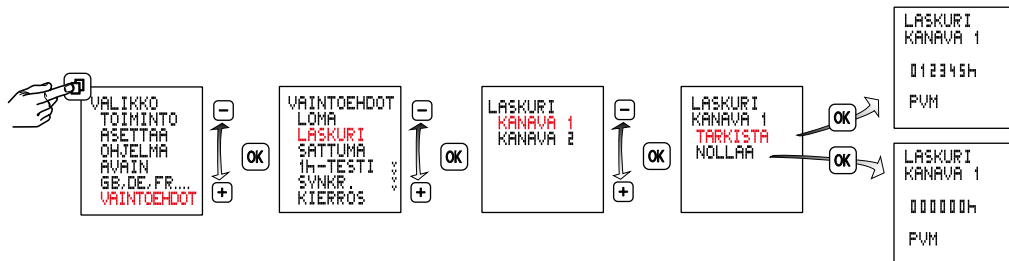 VALIKKO
TOIMINTO
ASETTAA
OHJELMA
AVAIN
GB,DE,FR....
VAINTOEHDOT
−
OK
+
VAINTOEHDOT
LOMA
LASKURI
SATTUMA
1h-TESTI
SVNKR.
KIERROS
−
OK
+
LASKURI
KANAVA 1
KANAVA 2
−
OK
+
LASKURI
KANAVA 1
TARKISTA
NOLLAA
OK
OK
LASKURI
KANAVA 1
012345h
PVM
LASKURI
KANAVA 1
000000h
PVM